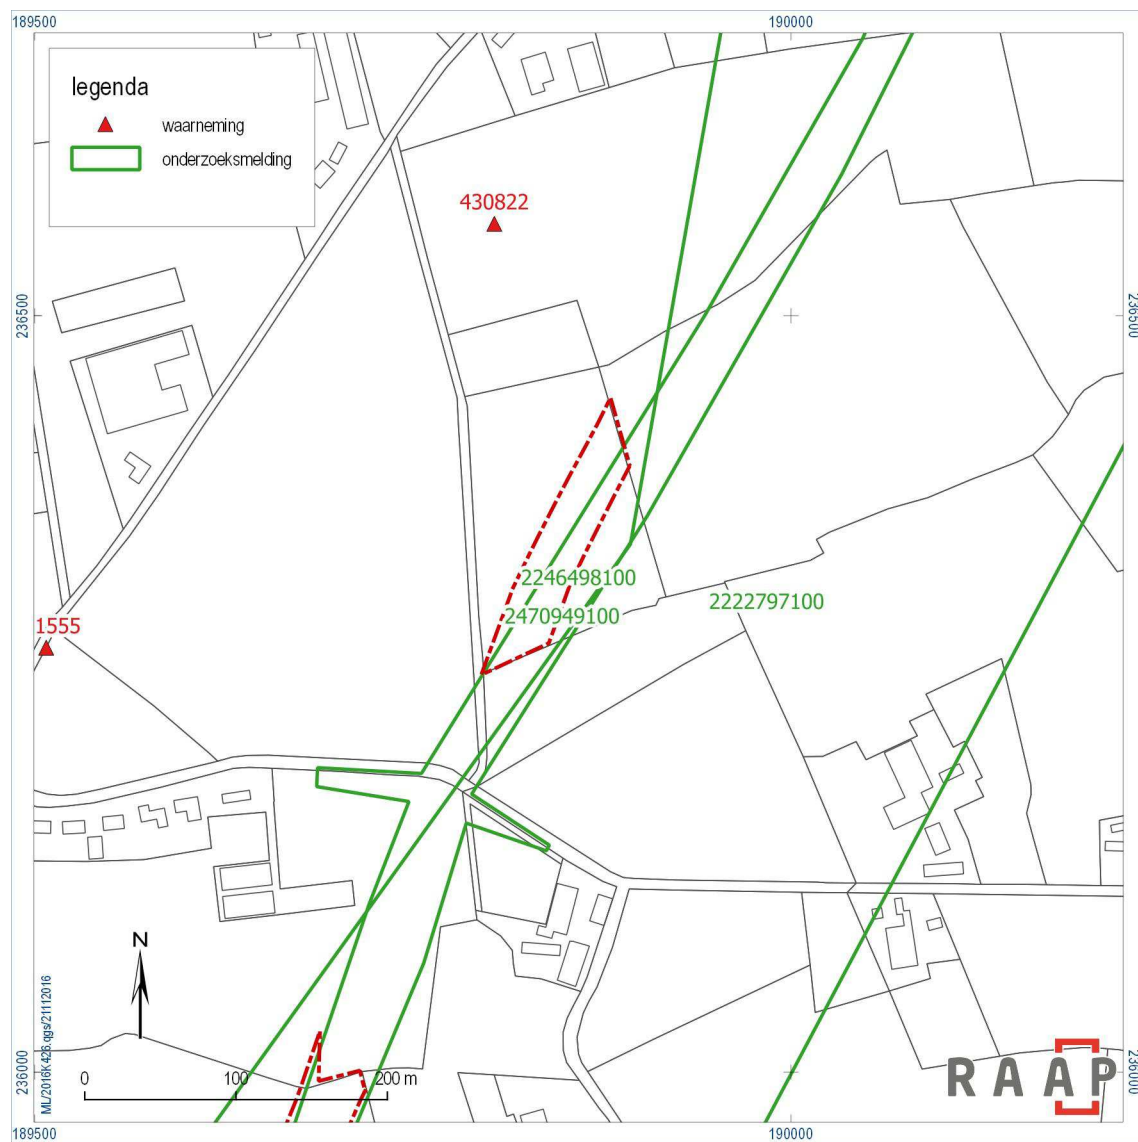 189500
190000
legenda
waarneming
onderzoeksmelding
430822
236500
236500
2246498100
2470949100
2222797100
1555
N
ML/2016K426.qgs/21112016
0
100
200 m
236000
236000
RAAP
189500
190000